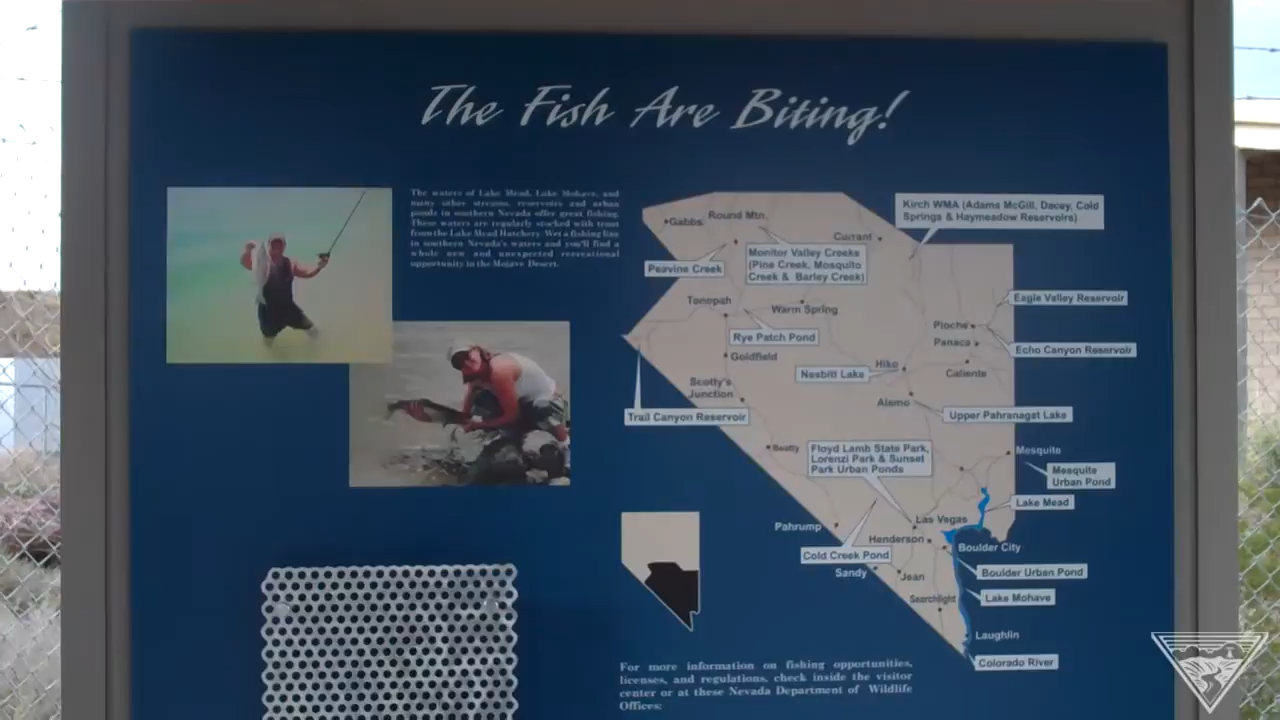 The Fish Are Biting!
The waters of Lake Mead, Lake Mohave, and
many other streams, reservoirs and urban
ponds in southern Nevada offer great fishing.
These waters are regularly stocked with trout
from the Lake Mead Hatchery. Wet a fishing line
in southern Nevada's waters and you'll find a
whole new and unexpected recreational
opportunity in the Mojave Desert.
Gabbs
Round Mtn.
Currant
Kirch WMA (Adams McGill, Dacey, Cold
Springs & Haymeadow Reservoirs)
Peavine Creek
Monitor Valley Creeks
(Pine Creek, Mosquito
Creek & Barley Creek)
Tonopah
Warm Spring
Eagle Valley Reservoir
Rye Patch Pond
Pioche
Panaca
Echo Canyon Reservoir
Goldfield
Hiko
Nesbitt Lake
Caliente
Scotty's
Junction
Alamo
Trail Canyon Reservoir
Upper Pahranagat Lake
Beatty
Floyd Lamb State Park,
Lorenzi Park & Sunset
Park Urban Ponds
Mesquite
Mesquite
Urban Pond
Lake Mead
Las Vegas
Pahrump
Henderson
Boulder City
Cold Creek Pond
Sandy
Jean
Boulder Urban Pond
Searchlight
Lake Mohave
Laughlin
Colorado River
For more information on fishing opportunities,
licenses, and regulations, check inside the visitor
center or at these Nevada Department of Wildlife
Offices: